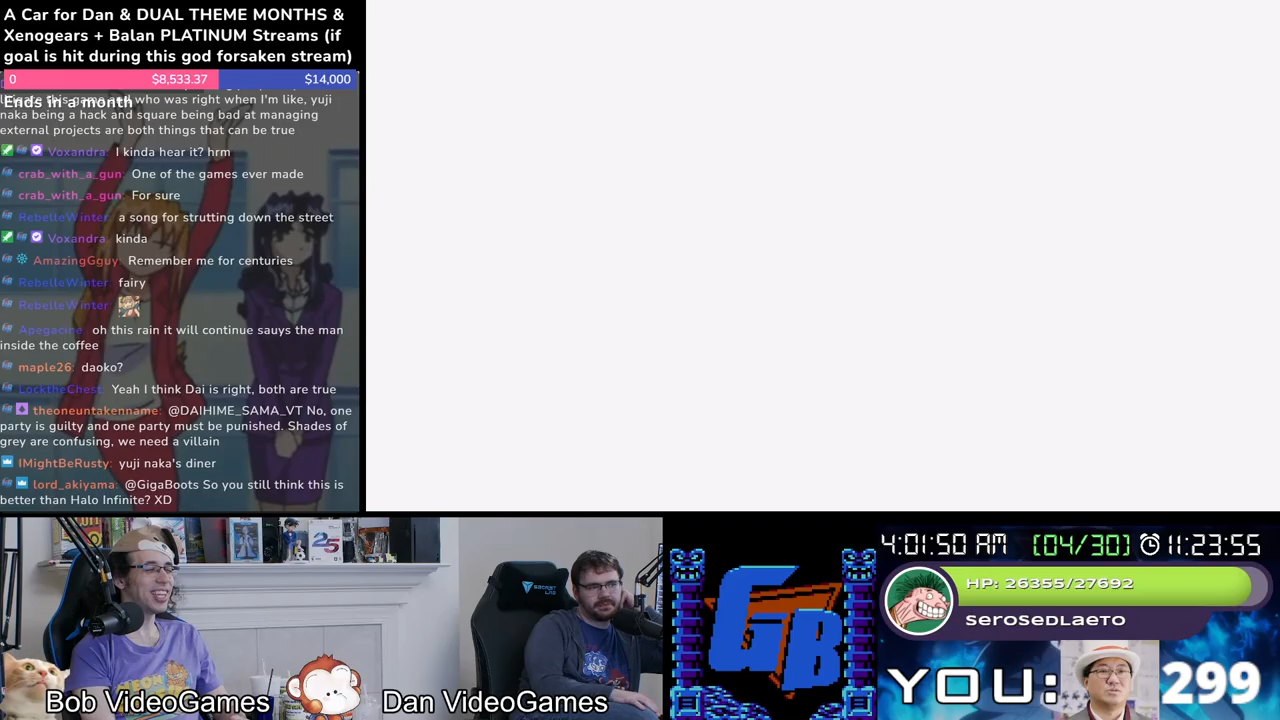 A Car for Dan & DUAL THEME MONTHS &
Xenogears + Balan PLATINUM Streams (if
goal is hit during this god forsaken stream)
0 $8,533.37 $14,000
Ends in a month
this game and who was right when I'm like, yuji
naka being a hack and square being bad at managing
external projects are both things that can be true
Voxandra: I kinda hear it? hrm
crab_with_a_gun: One of the games ever made
crab_with_a_gun: For sure
RebelleWinter: a song for strutting down the street
Voxandra: kinda
AmazingGguy: Remember me for centuries
RebelleWinter: fairy
RebelleWinter:
Apegacine: oh this rain it will continue sauys the man
inside the coffee
maple26: daoko?
LocktheChest: Yeah I think Dai is right, both are true
theoneuntakenname: @DAIHIME_SAMA_VT No, one
party is guilty and one party must be punished. Shades of
grey are confusing, we need a villain
IMightBeRusty: yuji naka's diner
lord_akiyama: @GigaBoots So you still think this is
better than Halo Infinite? XD
Bob VideoGames
Dan VideoGames
25
SECRET
LAB
GB
4:01:50 AM [04/30] 11:23:55
HP: 26355/27692
SeroSedLaeto
YOU: 299